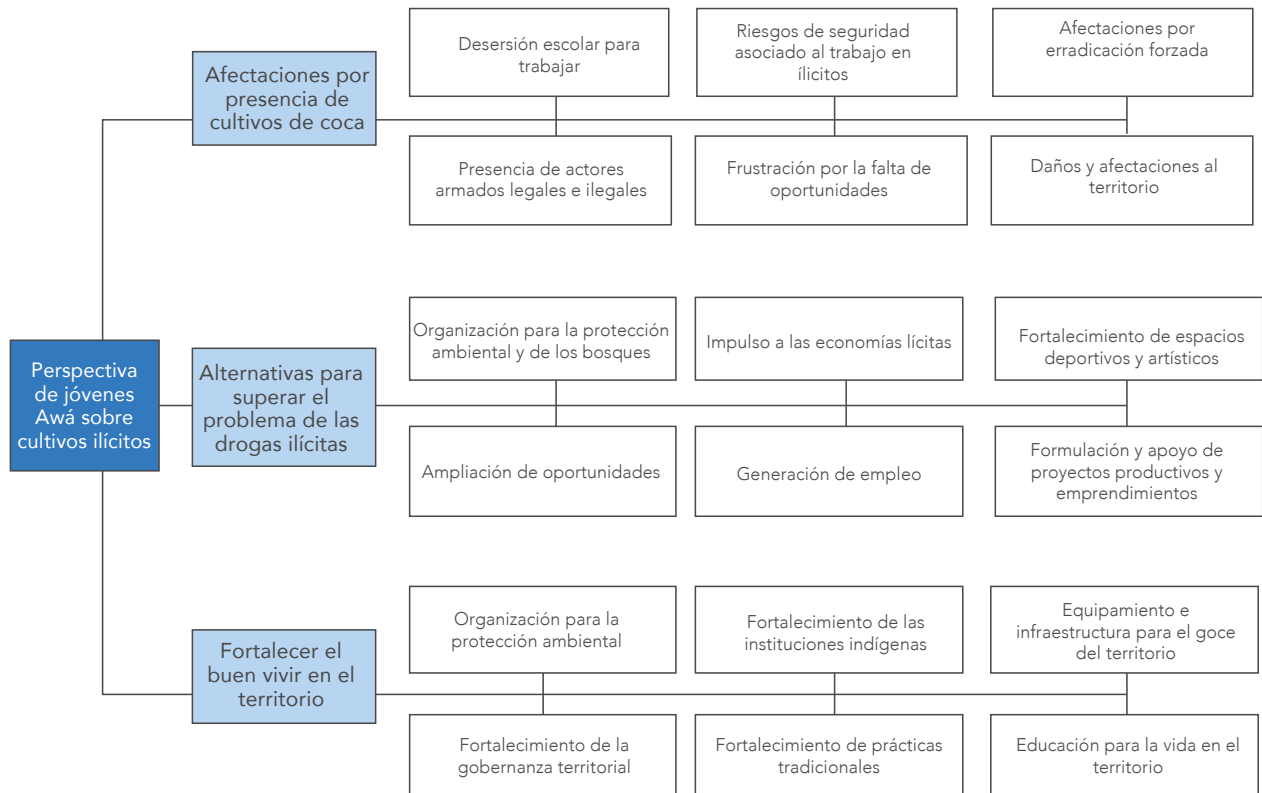 Perspectiva
de jóvenes
Awá sobre
cultivos ilícitos
Afectaciones por
presencia de
cultivos de coca
Desersión escolar para
trabajar
Riesgos de seguridad
asociado al trabajo en
ílicitos
Afectaciones por
erradicación forzada
Presencia de actores
armados legales e ilegales
Frustración por la falta de
oportunidades
Daños y afectaciones al
territorio
Alternativas para
superar el
problema de las
drogas ilícitas
Organización para la protección
ambiental y de los bosques
Impulso a las economías lícitas
Fortalecimiento de espacios
deportivos y artísticos
Ampliación de oportunidades
Generación de empleo
Formulación y apoyo de
proyectos productivos y
emprendimientos
Fortalecer el
buen vivir en el
territorio
Organización para la
protección ambiental
Fortalecimiento de las
instituciones indígenas
Equipamiento e
infraestructura para el goce
del territorio
Fortalecimiento de la
gobernanza territorial
Fortalecimiento de prácticas
tradicionales
Educación para la vida en el
territorio